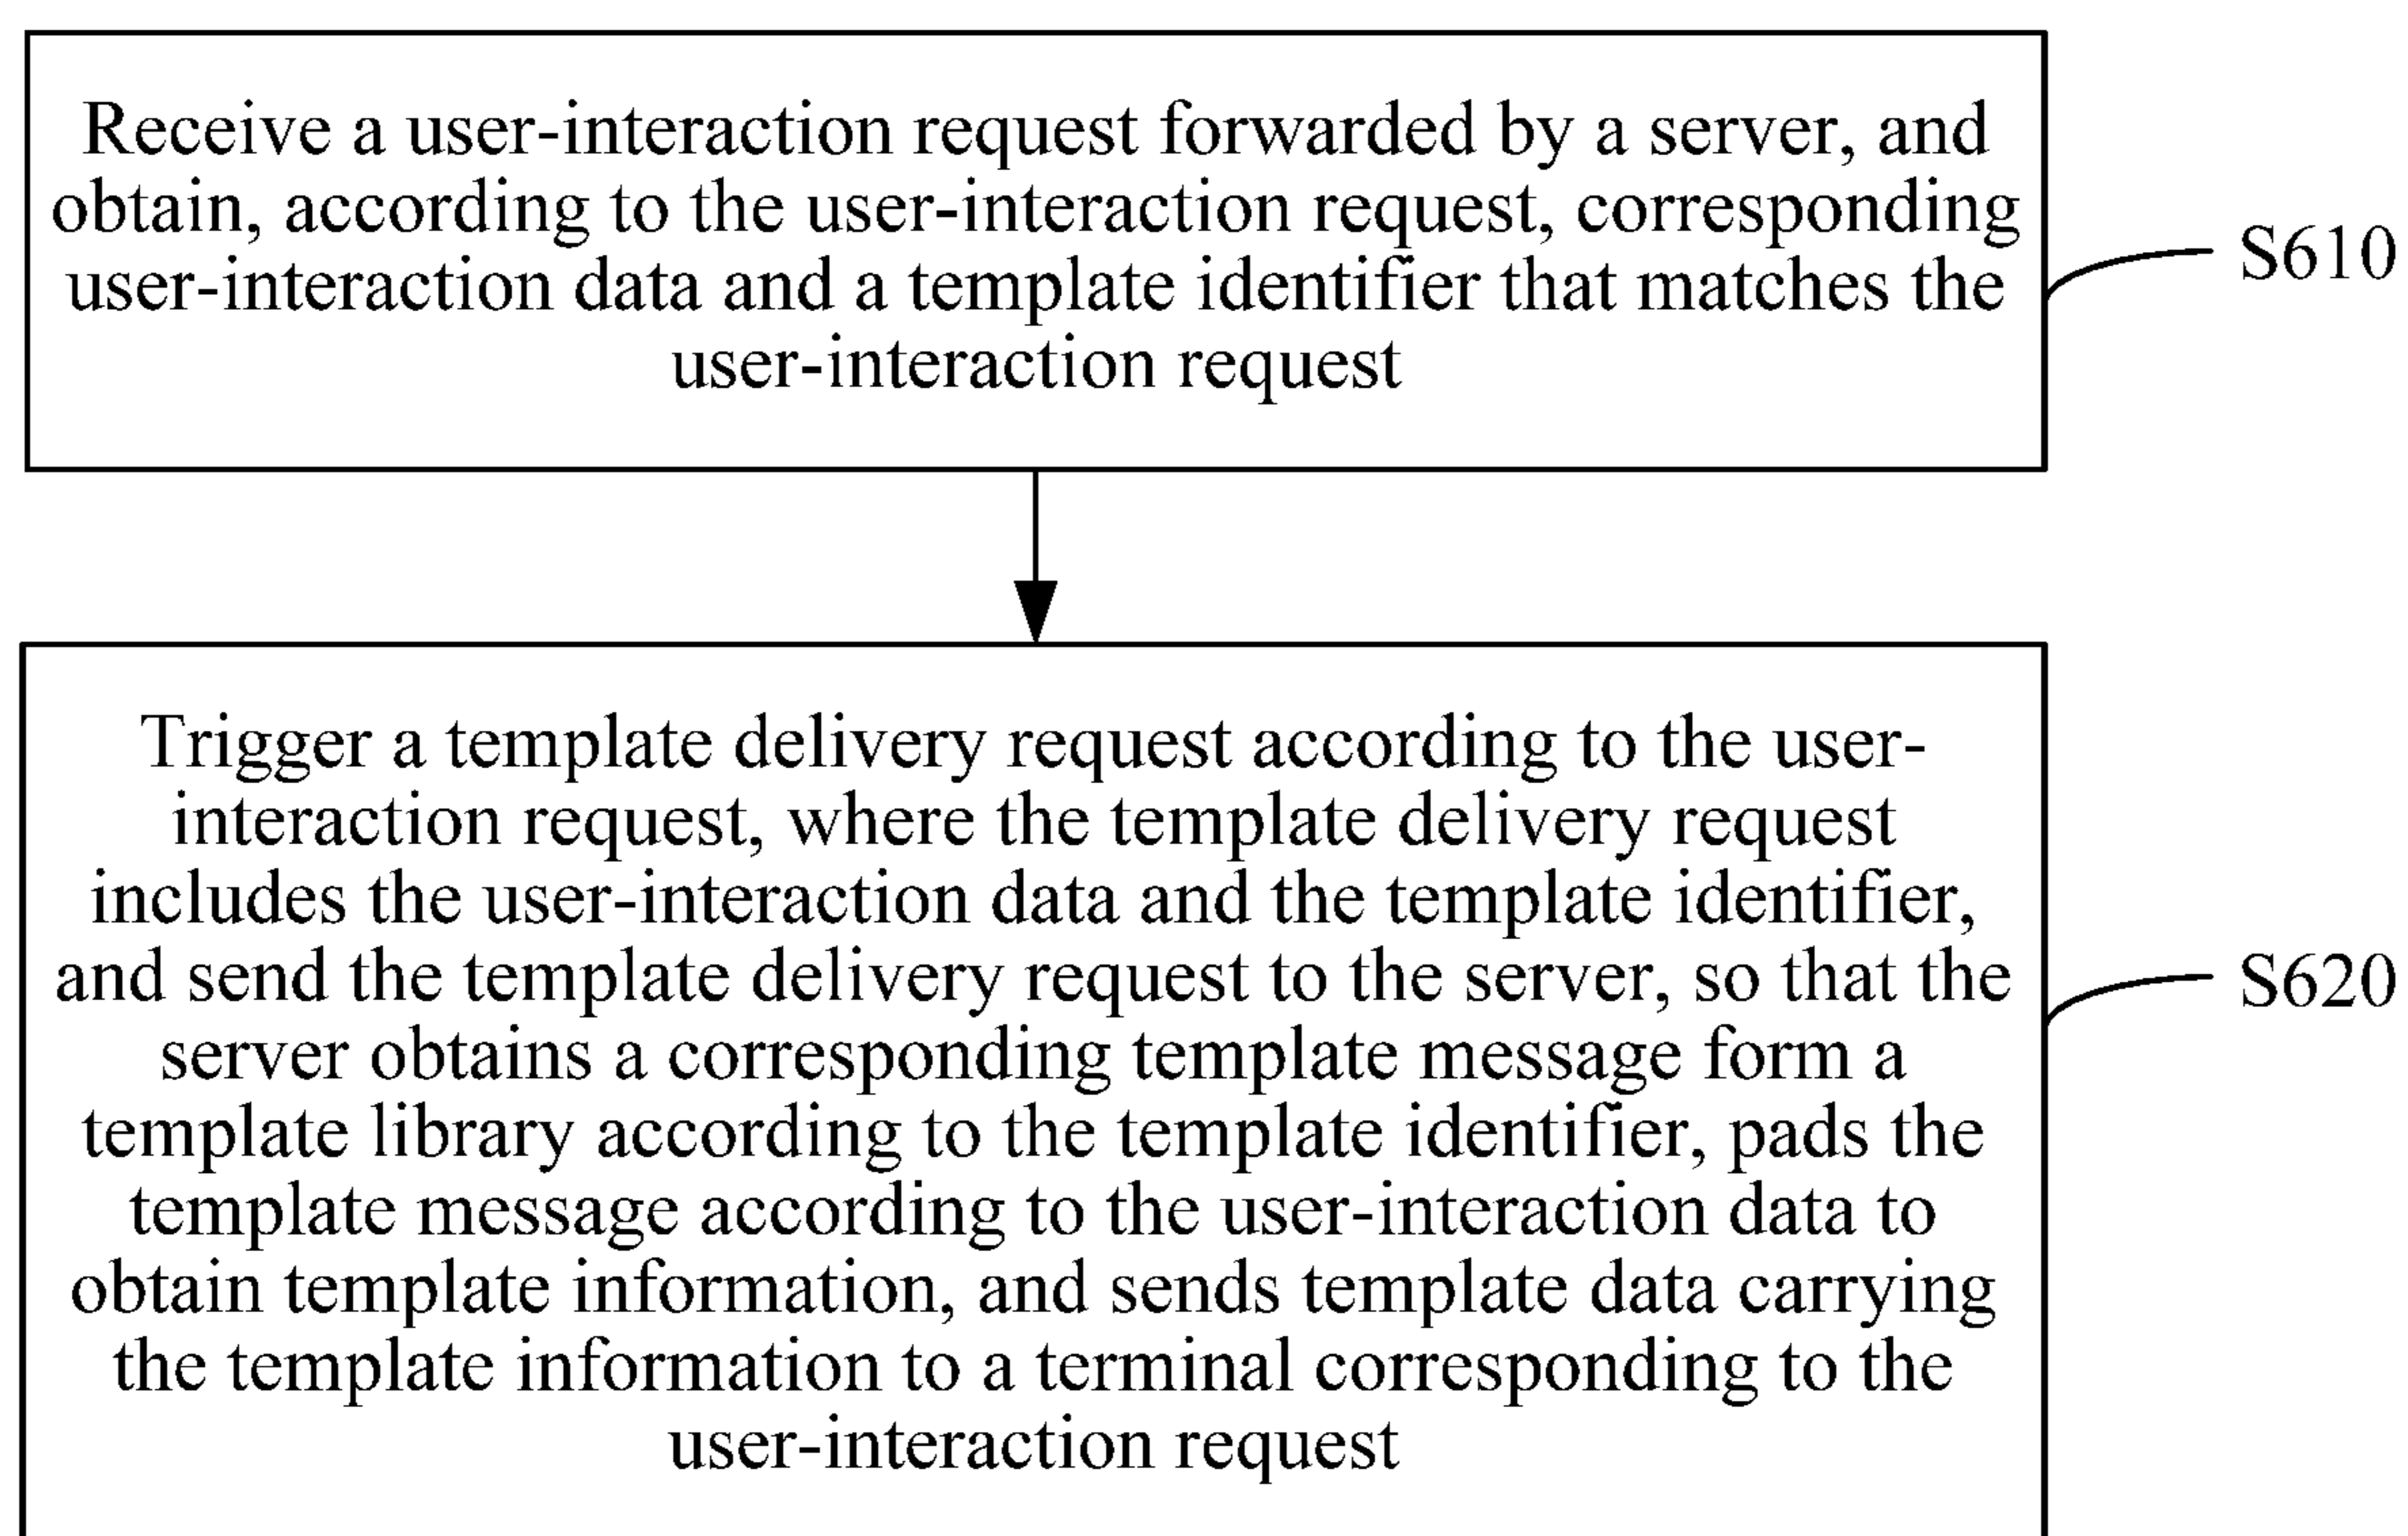 Receive a user-interaction request forwarded by a server, and
obtain, according to the user-interaction request, corresponding
user-interaction data and a template identifier that matches the
user-interaction request
S610
Trigger a template delivery request according to the user-
interaction request, where the template delivery request
includes the user-interaction data and the template identifier,
and send the template delivery request to the server, so that the
server obtains a corresponding template message form a
template library according to the template identifier, pads the
template message according to the user-interaction data to
obtain template information, and sends template data carrying
the template information to a terminal corresponding to the
user-interaction request
S620